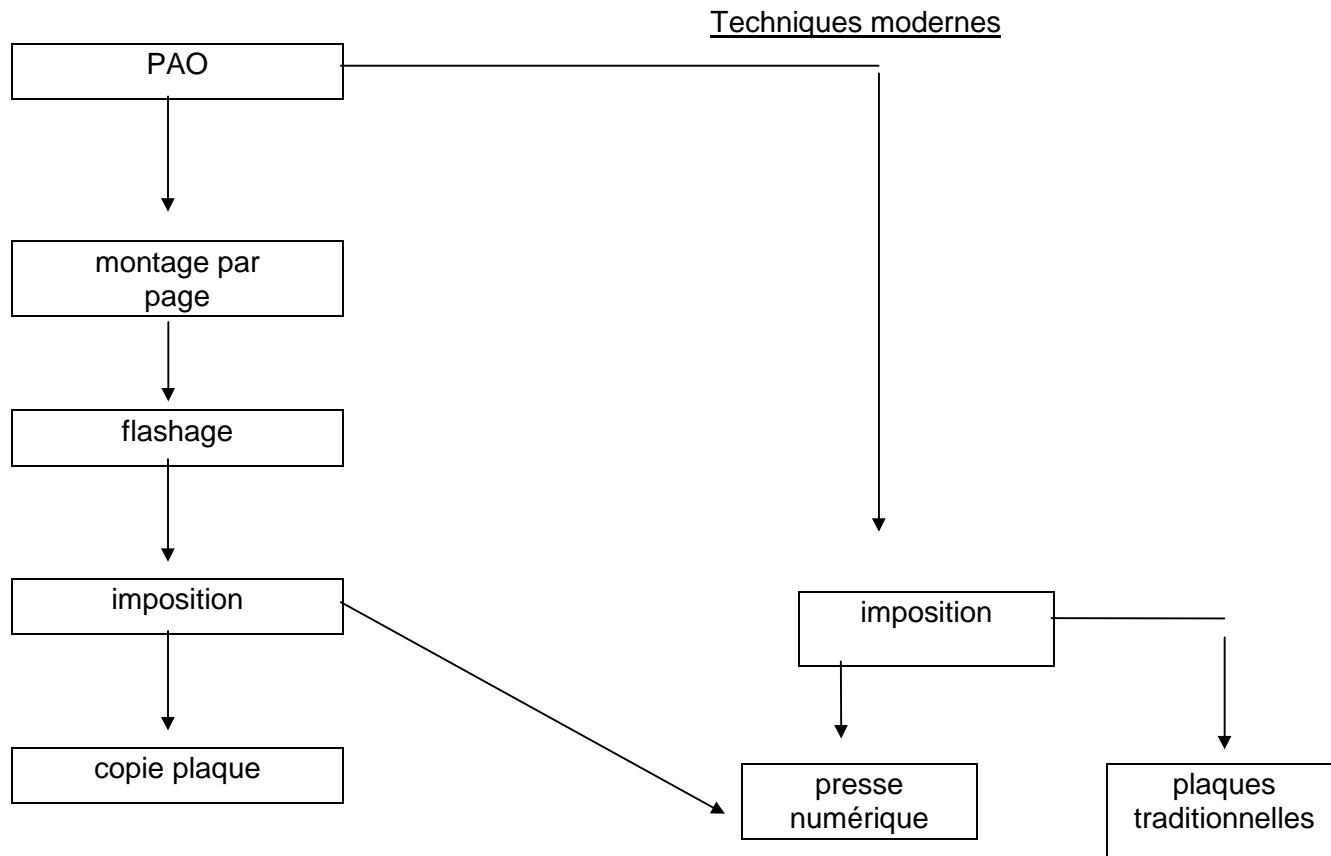 Techniques modernes
PAO
montage par
page
flashage
imposition
imposition
copie plaque
presse
numérique
plaques
traditionnelles